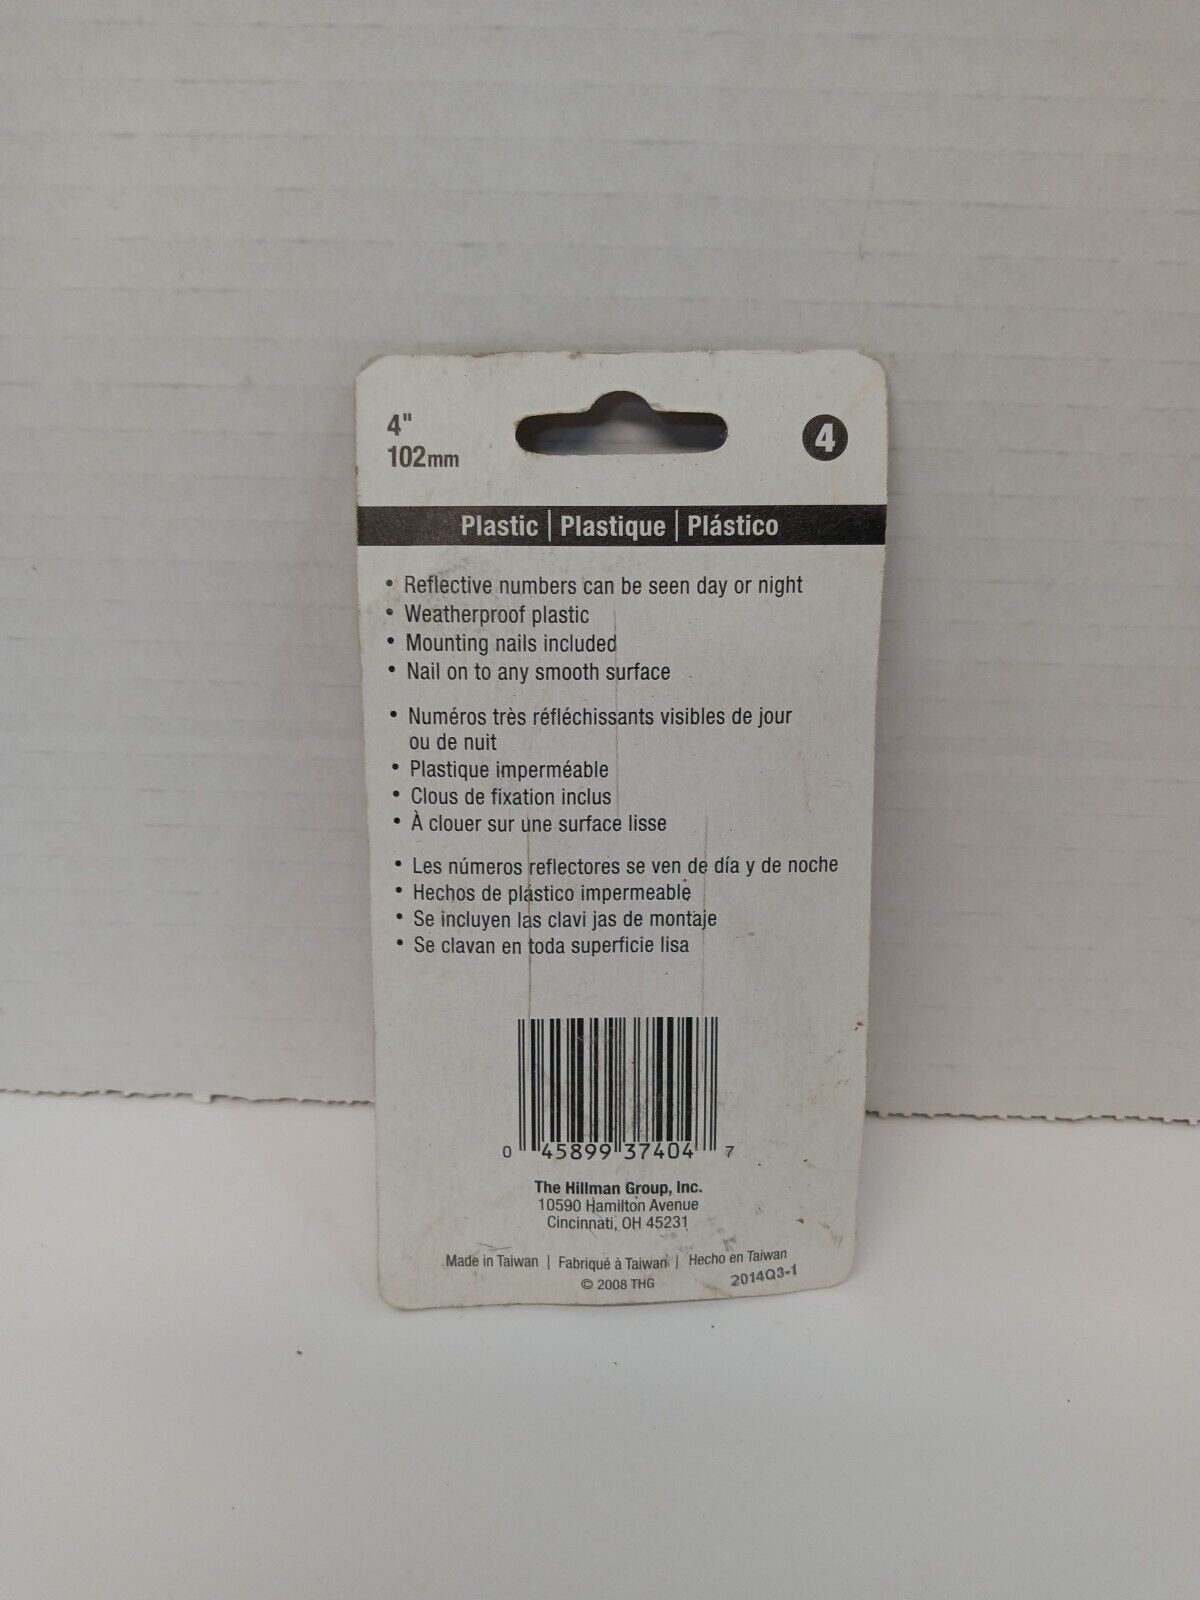 4"
102mm
4
Plastic | Plastique | Plástico
• Reflective numbers can be seen day or night
• Weatherproof plastic
• Mounting nails included
• Nail on to any smooth surface
• Numéros très réfléchissants visibles de jour
ou de nuit
• Plastique imperméable
• Clous de fixation inclus
• À clouer sur une surface lisse
• Les números reflectores se ven de día y de noche
• Hechos de plástico impermeable
• Se incluyen las clavi jas de montaje
• Se clavan en toda superficie lisa
0 45899 37404 7
The Hillman Group, Inc.
10590 Hamilton Avenue
Cincinnati, OH 45231
Made in Taiwan | Fabriqué à Taiwan | Hecho en Taiwan
© 2008 THG 2014Q3-1